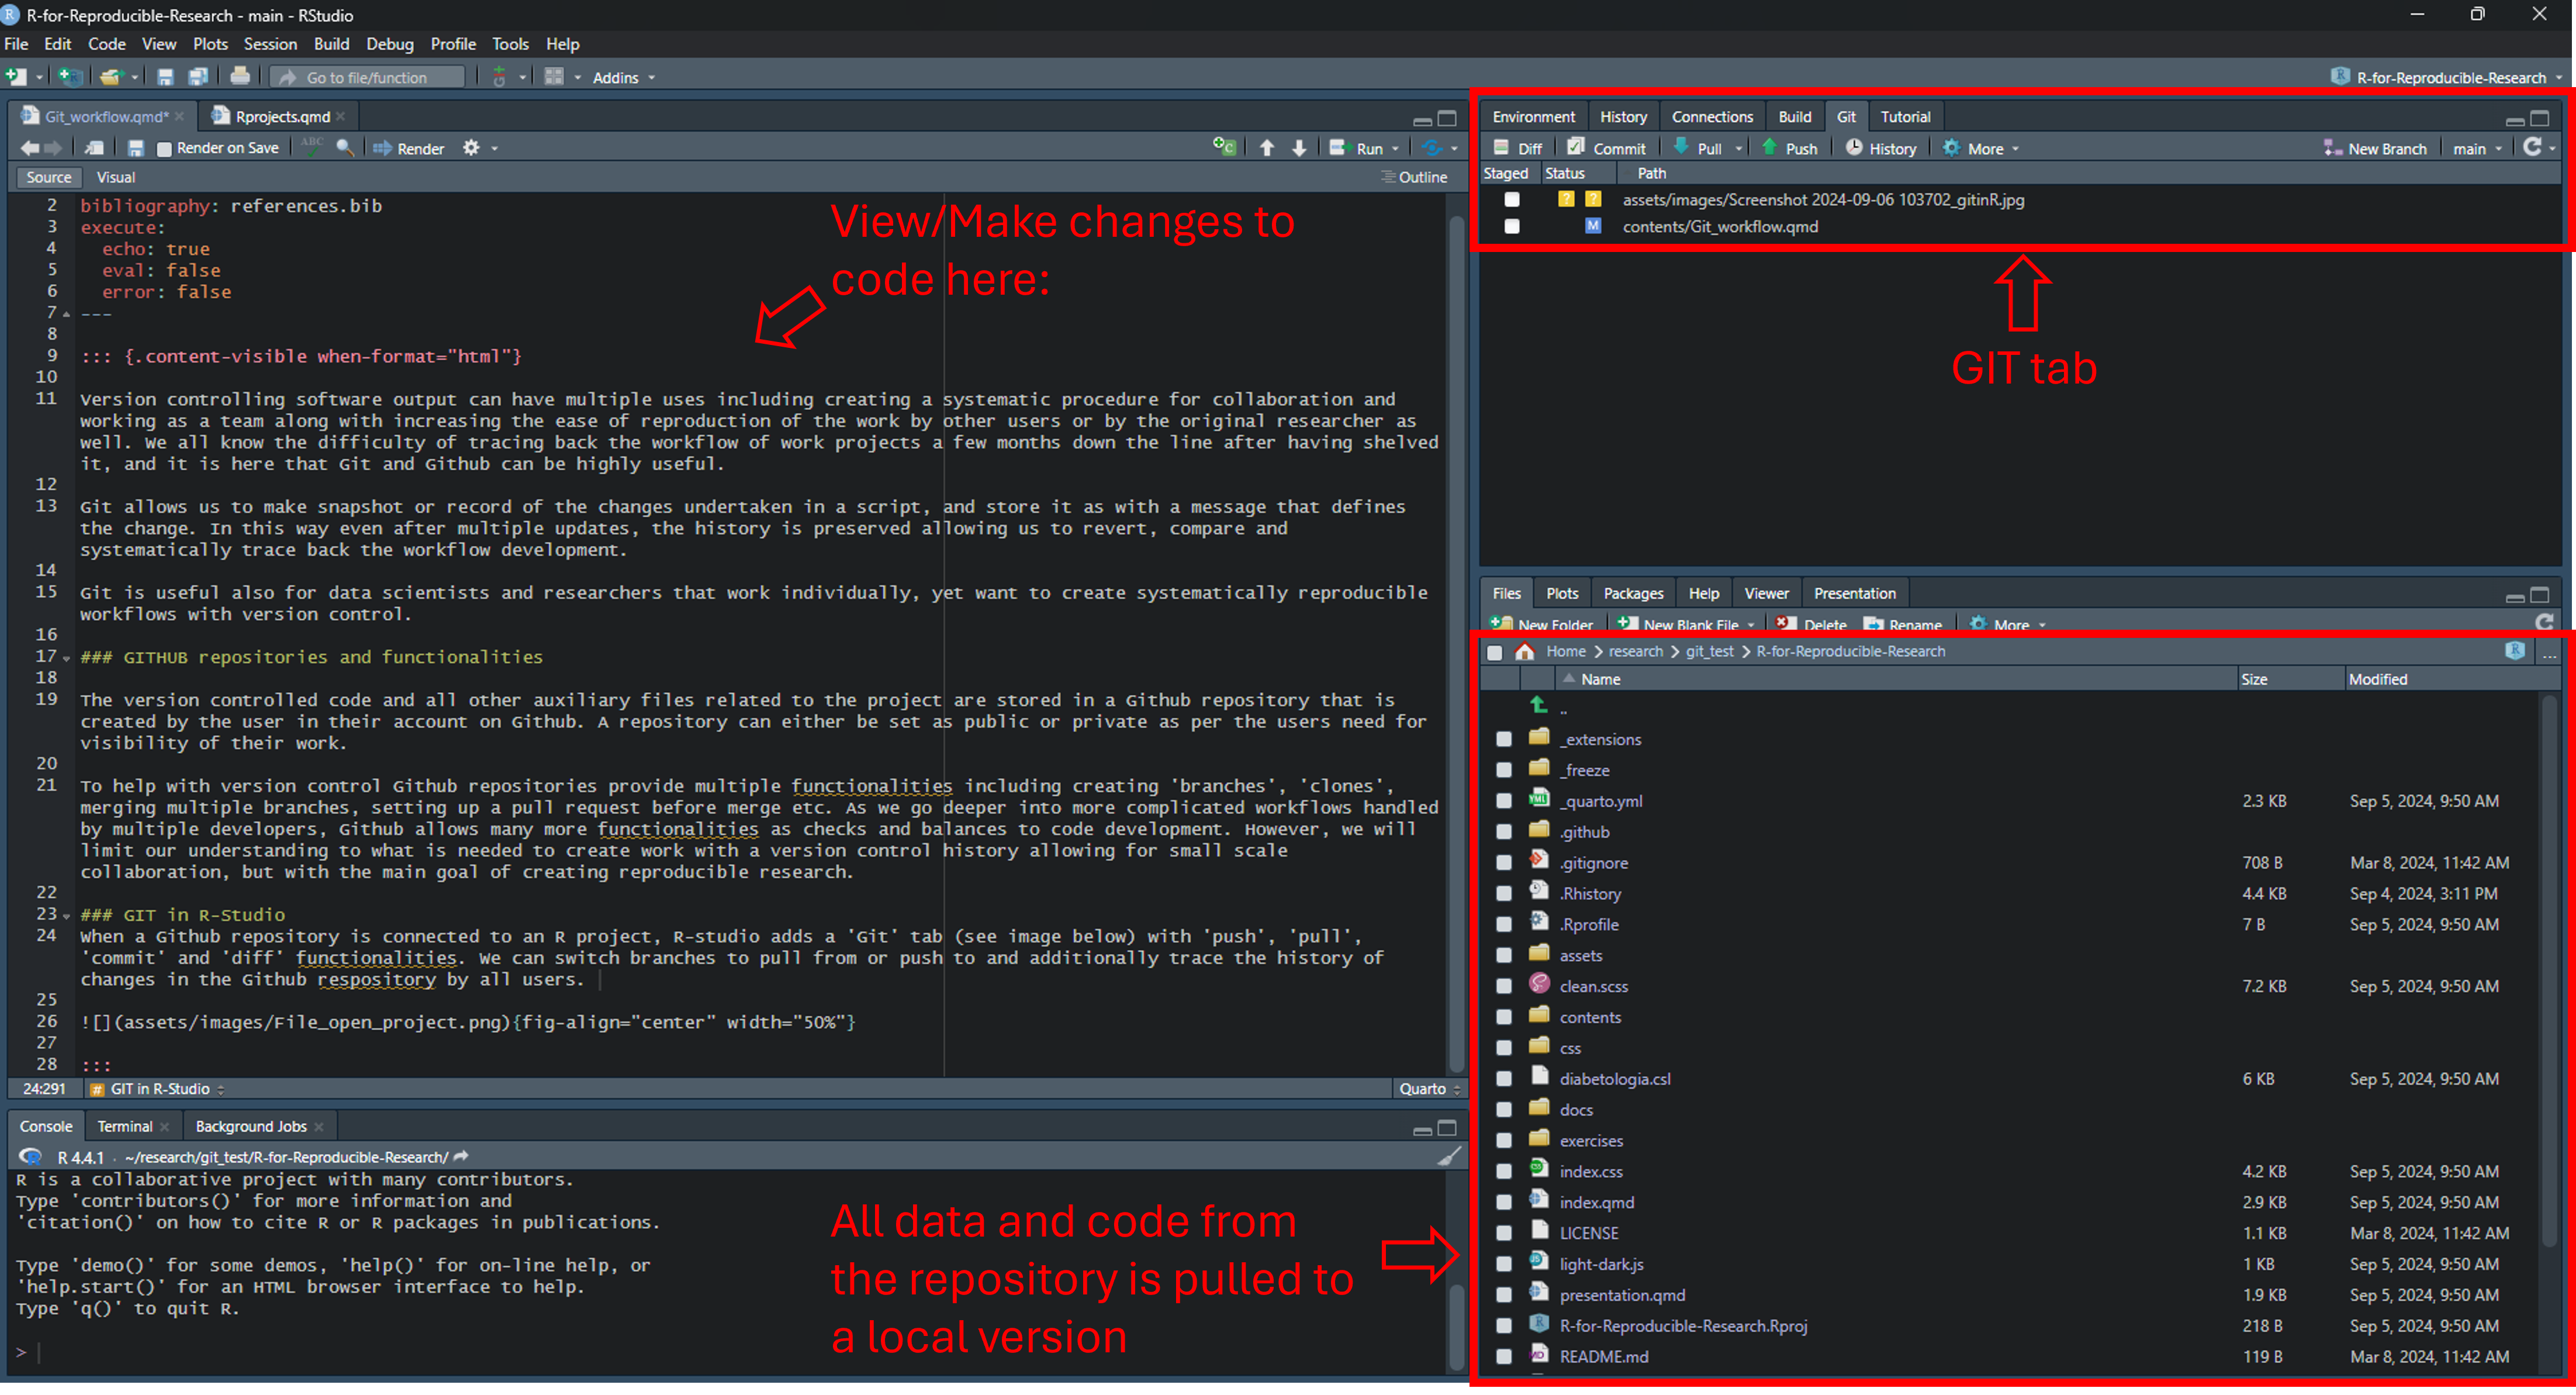 R-for-Reproducible-Research - main - RStudio
File Edit Code View Plots Session Build Debug Profile Tools Help
Go to file/function Addins R-for-Reproducible-Research
Git_workflow.qmd* Rprojects.qmd
Render on Save ABC Render Run
Source Visual Outline
2 bibliography: references.bib
3 execute:
4 echo: true
5 eval: false
6 error: false
7 ---
8
9 ::: {.content-visible when-format="html"}
10
11 Version controlling software output can have multiple uses including creating a systematic procedure for collaboration and
working as a team along with increasing the ease of reproduction of the work by other users or by the original researcher as
well. We all know the difficulty of tracing back the workflow of work projects a few months down the line after having shelved
it, and it is here that Git and Github can be highly useful.
12
13 Git allows us to make snapshot or record of the changes undertaken in a script, and store it as with a message that defines
the change. In this way even after multiple updates, the history is preserved allowing us to revert, compare and
systematically trace back the workflow development.
14
15 Git is useful also for data scientists and researchers that work individually, yet want to create systematically reproducible
workflows with version control.
16
17 ### GITHUB repositories and functionalities
18
19 The version controlled code and all other auxiliary files related to the project are stored in a Github repository that is
created by the user in their account on Github. A repository can either be set as public or private as per the users need for
visibility of their work.
20
21 To help with version control Github repositories provide multiple functionalities including creating 'branches', 'clones',
merging multiple branches, setting up a pull request before merge etc. As we go deeper into more complicated workflows handled
by multiple developers, Github allows many more functionalities as checks and balances to code development. However, we will
limit our understanding to what is needed to create work with a version control history allowing for small scale
collaboration, but with the main goal of creating reproducible research.
22
23 ### GIT in R-Studio
24 When a Github repository is connected to an R project, R-studio adds a 'Git' tab (see image below) with 'push', 'pull',
'commit' and 'diff' functionalities. We can switch branches to pull from or push to and additionally trace the history of
changes in the Github respository by all users.
25
26 ![](assets/images/File_open_project.png){fig-align="center" width="50%"}
27
28 :::
24:291 # GIT in R-Studio Quarto
View/Make changes to
code here:
Console Terminal Background Jobs
R 4.4.1 · ~/research/git_test/R-for-Reproducible-Research/
R is a collaborative project with many contributors.
Type 'contributors()' for more information and
'citation()' on how to cite R or R packages in publications.
Type 'demo()' for some demos, 'help()' for on-line help, or
'help.start()' for an HTML browser interface to help.
Type 'q()' to quit R.
>
All data and code from
the repository is pulled to
a local version
Environment History Connections Build Git Tutorial
Diff Commit Pull Push History More New Branch main
Staged Status Path
? ? assets/images/Screenshot 2024-09-06 103702_gitinR.jpg
M contents/Git_workflow.qmd
GIT tab
Files Plots Packages Help Viewer Presentation
New Folder New Blank File Delete Rename More
Home > research > git_test > R-for-Reproducible-Research ...
Name Size Modified
..
_extensions
_freeze
_quarto.yml 2.3 KB Sep 5, 2024, 9:50 AM
.github
.gitignore 708 B Mar 8, 2024, 11:42 AM
.Rhistory 4.4 KB Sep 4, 2024, 3:11 PM
.Rprofile 7 B Sep 5, 2024, 9:50 AM
assets
clean.scss 7.2 KB Sep 5, 2024, 9:50 AM
contents
css
diabetologia.csl 6 KB Sep 5, 2024, 9:50 AM
docs
exercises
index.css 4.2 KB Sep 5, 2024, 9:50 AM
index.qmd 2.9 KB Sep 5, 2024, 9:50 AM
LICENSE 1.1 KB Mar 8, 2024, 11:42 AM
light-dark.js 1 KB Sep 5, 2024, 9:50 AM
presentation.qmd 1.9 KB Sep 5, 2024, 9:50 AM
R-for-Reproducible-Research.Rproj 218 B Sep 5, 2024, 9:50 AM
README.md 119 B Mar 8, 2024, 11:42 AM